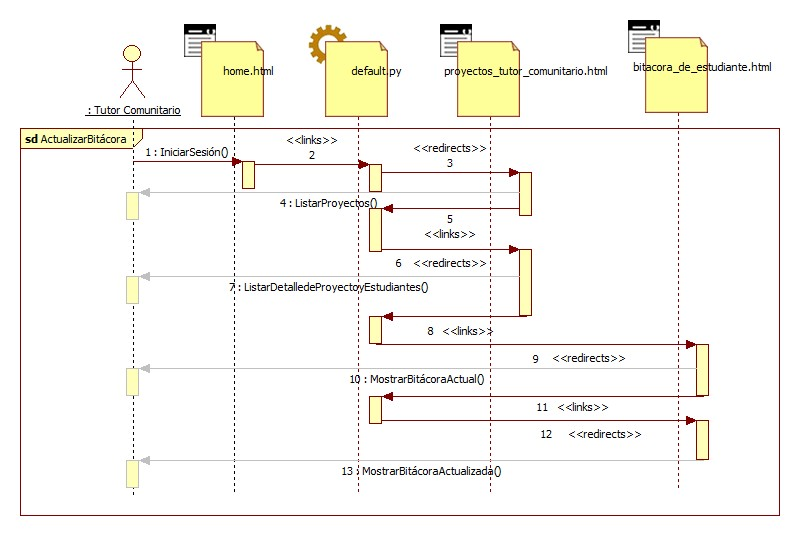 home.html
default.py
proyectos_tutor_comunitario.html
bitacora_de_estudiante.html
: Tutor Comunitario
sd ActualizarBitácora
1 : IniciarSesión()
<<links>>
2
<<redirects>>
3
4 : ListarProyectos()
5
<<links>>
6 <<redirects>>
7 : ListarDetalledeProyectoyEstudiantes()
8 <<links>>
9 <<redirects>>
10 : MostrarBitácoraActual()
11 <<links>>
12 <<redirects>>
13 : MostrarBitácoraActualizada()